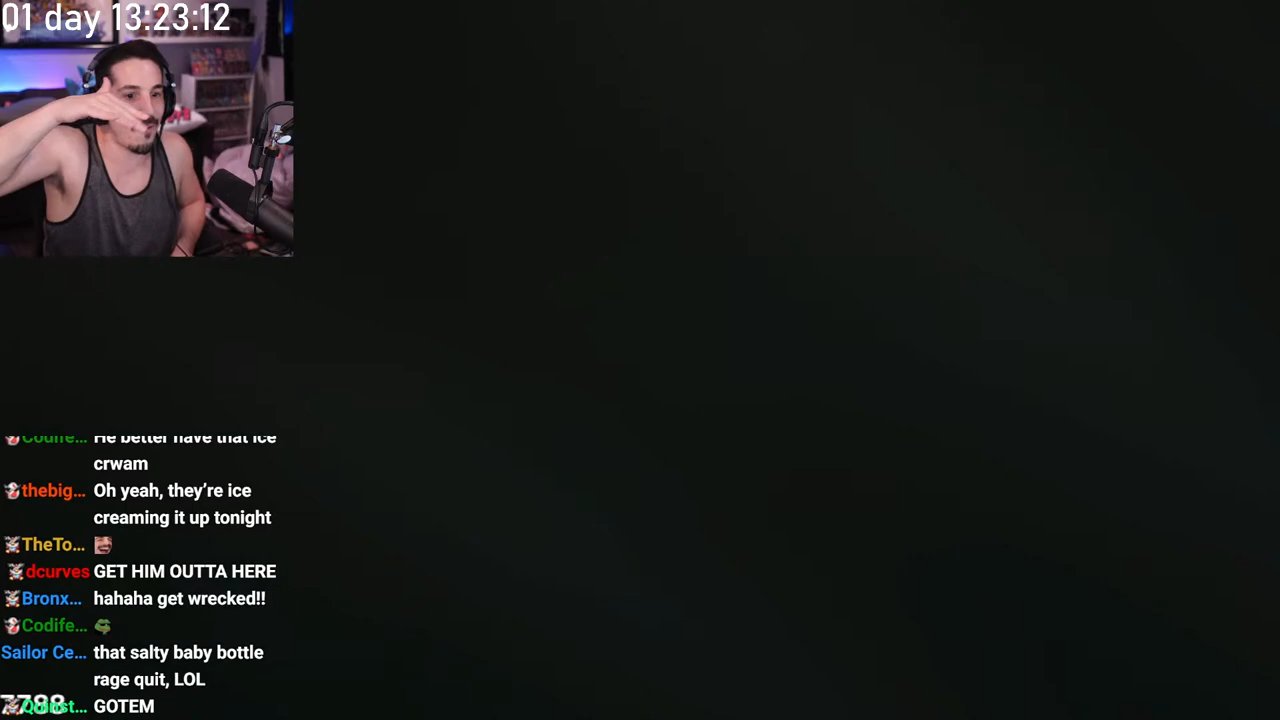 01 day 13:23:12
Codife... He better have that ice
crwam
thebig... Oh yeah, they're ice
creaming it up tonight
TheTo...
dcurves GET HIM OUTTA HERE
Bronx... hahaha get wrecked!!
Codife...
Sailor Ce... that salty baby bottle
rage quit, LOL
7788
GOTEM